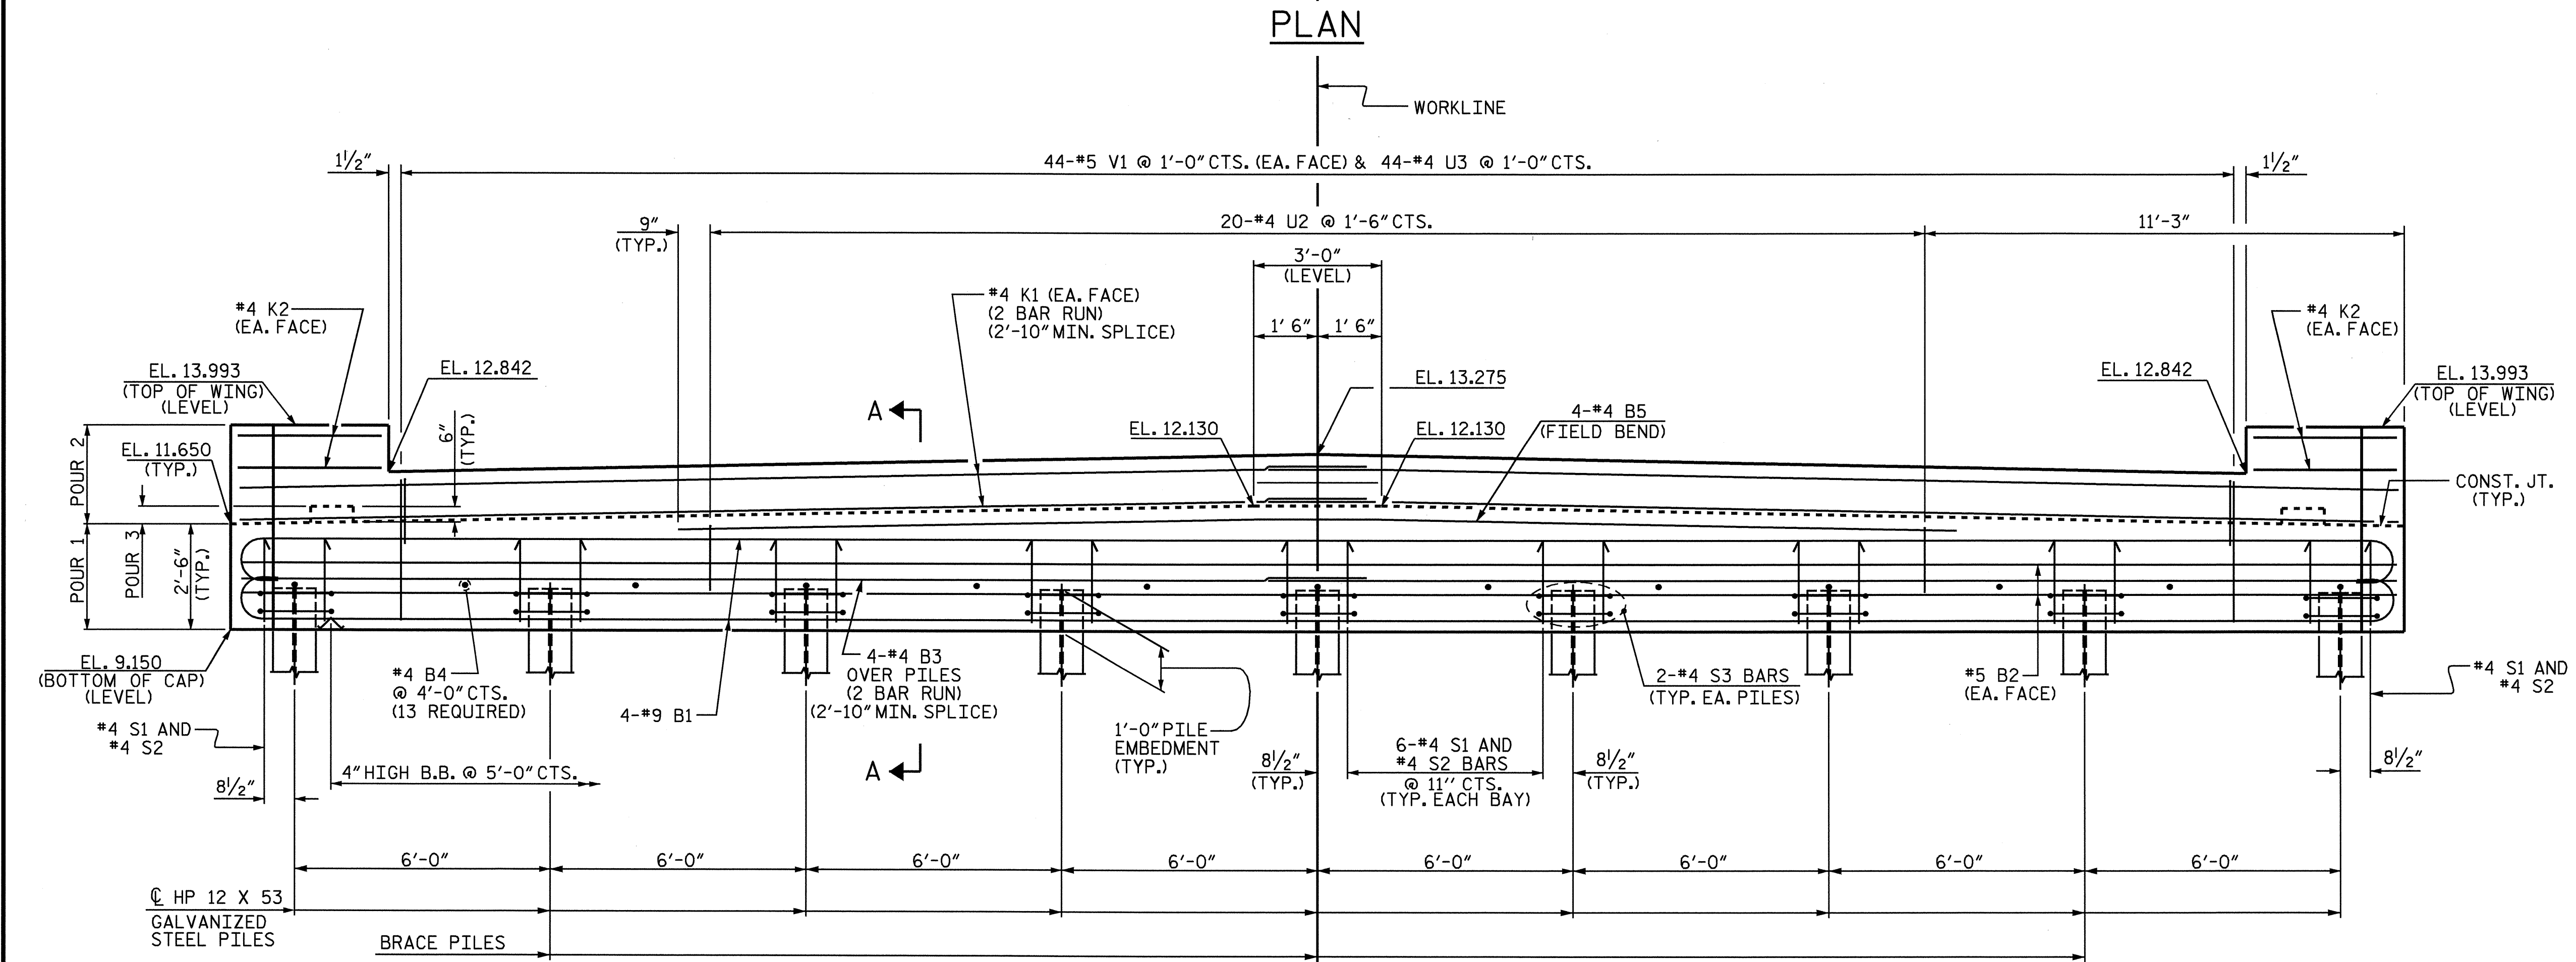 PLAN
WORKLINE
1½"
44-#5 V1 @ 1'-0" CTS. (EA. FACE) & 44-#4 U3 @ 1'-0" CTS.
1½"
9"
(TYP.)
20-#4 U2 @ 1'-6" CTS.
11'-3"
3'-0"
(LEVEL)
#4 K2
(EA. FACE)
#4 K1 (EA. FACE)
(2 BAR RUN)
(2'-10" MIN. SPLICE)
1' 6"
1' 6"
#4 K2
(EA. FACE)
EL. 13.993
(TOP OF WING)
(LEVEL)
EL. 12.842
EL. 13.275
EL. 12.842
EL. 13.993
(TOP OF WING)
(LEVEL)
A
6"
(TYP.)
4-#4 B5
(FIELD BEND)
EL. 12.130
EL. 12.130
EL. 11.650
(TYP.)
POUR 2
CONST. JT.
(TYP.)
POUR 1
POUR 3
2'-6"
(TYP.)
EL. 9.150
(BOTTOM OF CAP)
(LEVEL)
#4 B4
@ 4'-0" CTS.
(13 REQUIRED)
4-#9 B1
4-#4 B3
OVER PILES
(2 BAR RUN)
(2'-10" MIN. SPLICE)
1'-0" PILE
EMBEDMENT
(TYP.)
2-#4 S3 BARS
(TYP. EA. PILES)
#5 B2
(EA. FACE)
#4 S1 AND
#4 S2
#4 S1 AND
#4 S2
8½"
4" HIGH B.B. @ 5'-0" CTS.
A
8½"
(TYP.)
6-#4 S1 AND
#4 S2 BARS
@ 11" CTS.
(TYP. EACH BAY)
8½"
(TYP.)
8½"
6'-0"
6'-0"
6'-0"
6'-0"
6'-0"
6'-0"
6'-0"
6'-0"
℄ HP 12 X 53
GALVANIZED
STEEL PILES
BRACE PILES